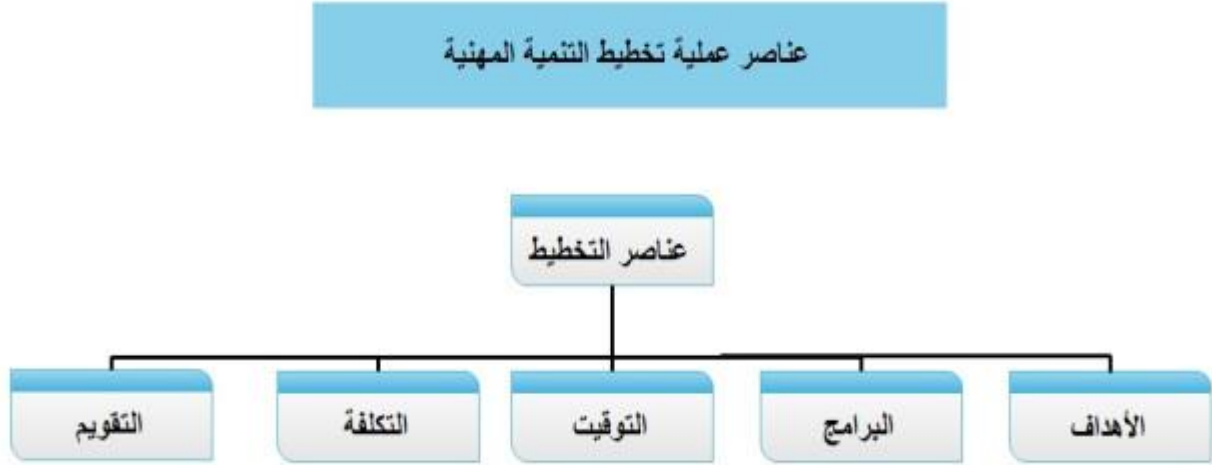 عناصر عملية تخطيط التنمية المهنية
عناصر التخطيط
الأهداف
البرامج
التوقيت
التكلفة
التقويم